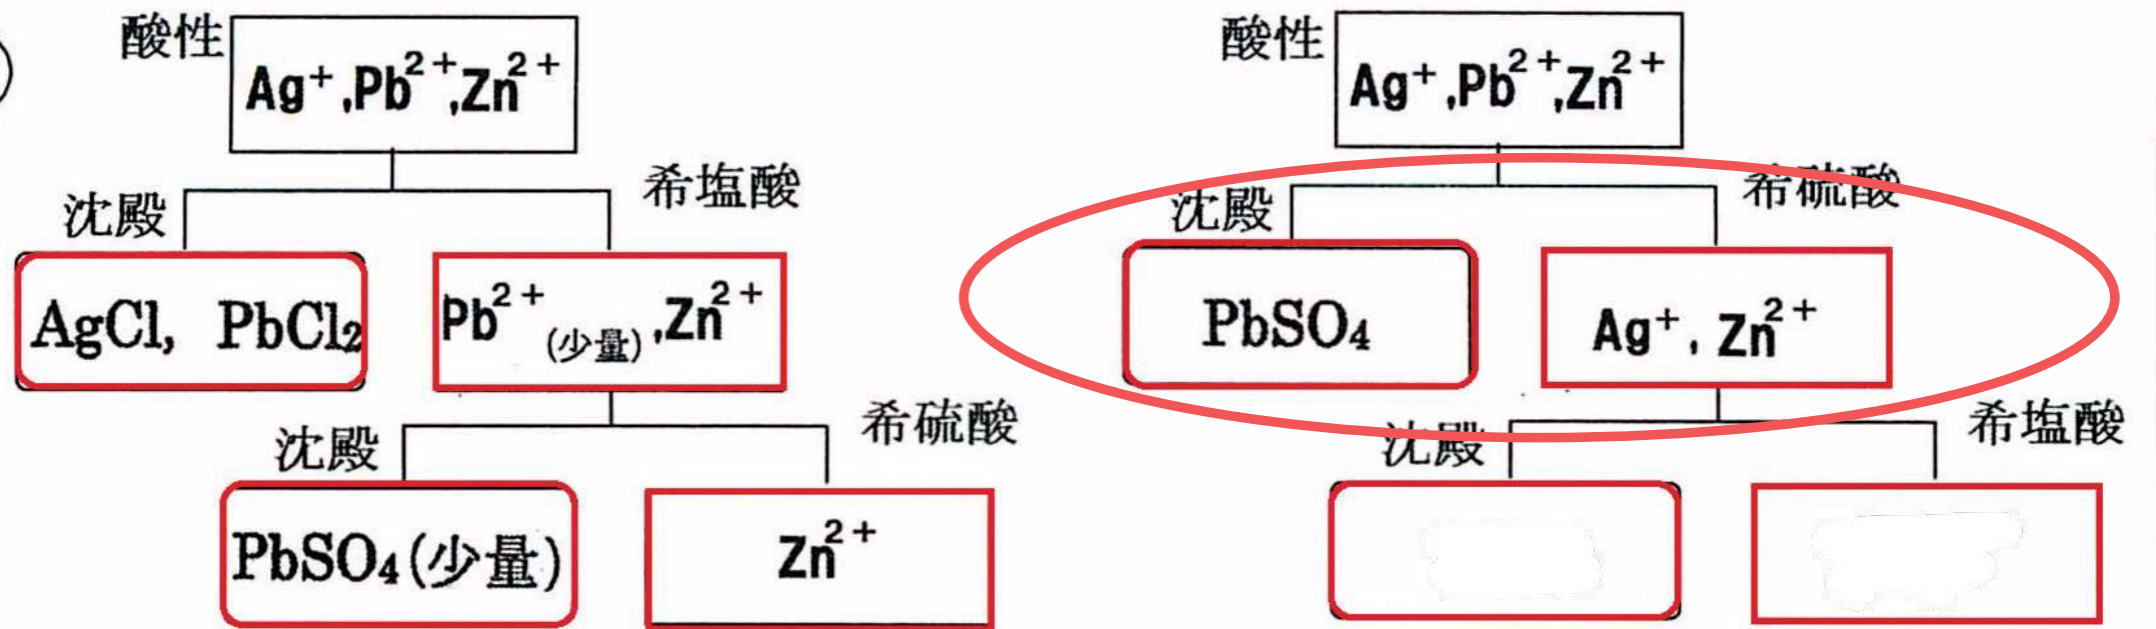 酸性
Ag⁺,Pb²⁺,Zn²⁺
沈殿
希塩酸
AgCl, PbCl₂
Pb²⁺(少量),Zn²⁺
沈殿
希硫酸
PbSO₄(少量)
Zn²⁺
酸性
Ag⁺,Pb²⁺,Zn²⁺
沈殿
希硫酸
PbSO₄
Ag⁺, Zn²⁺
沈殿
希塩酸